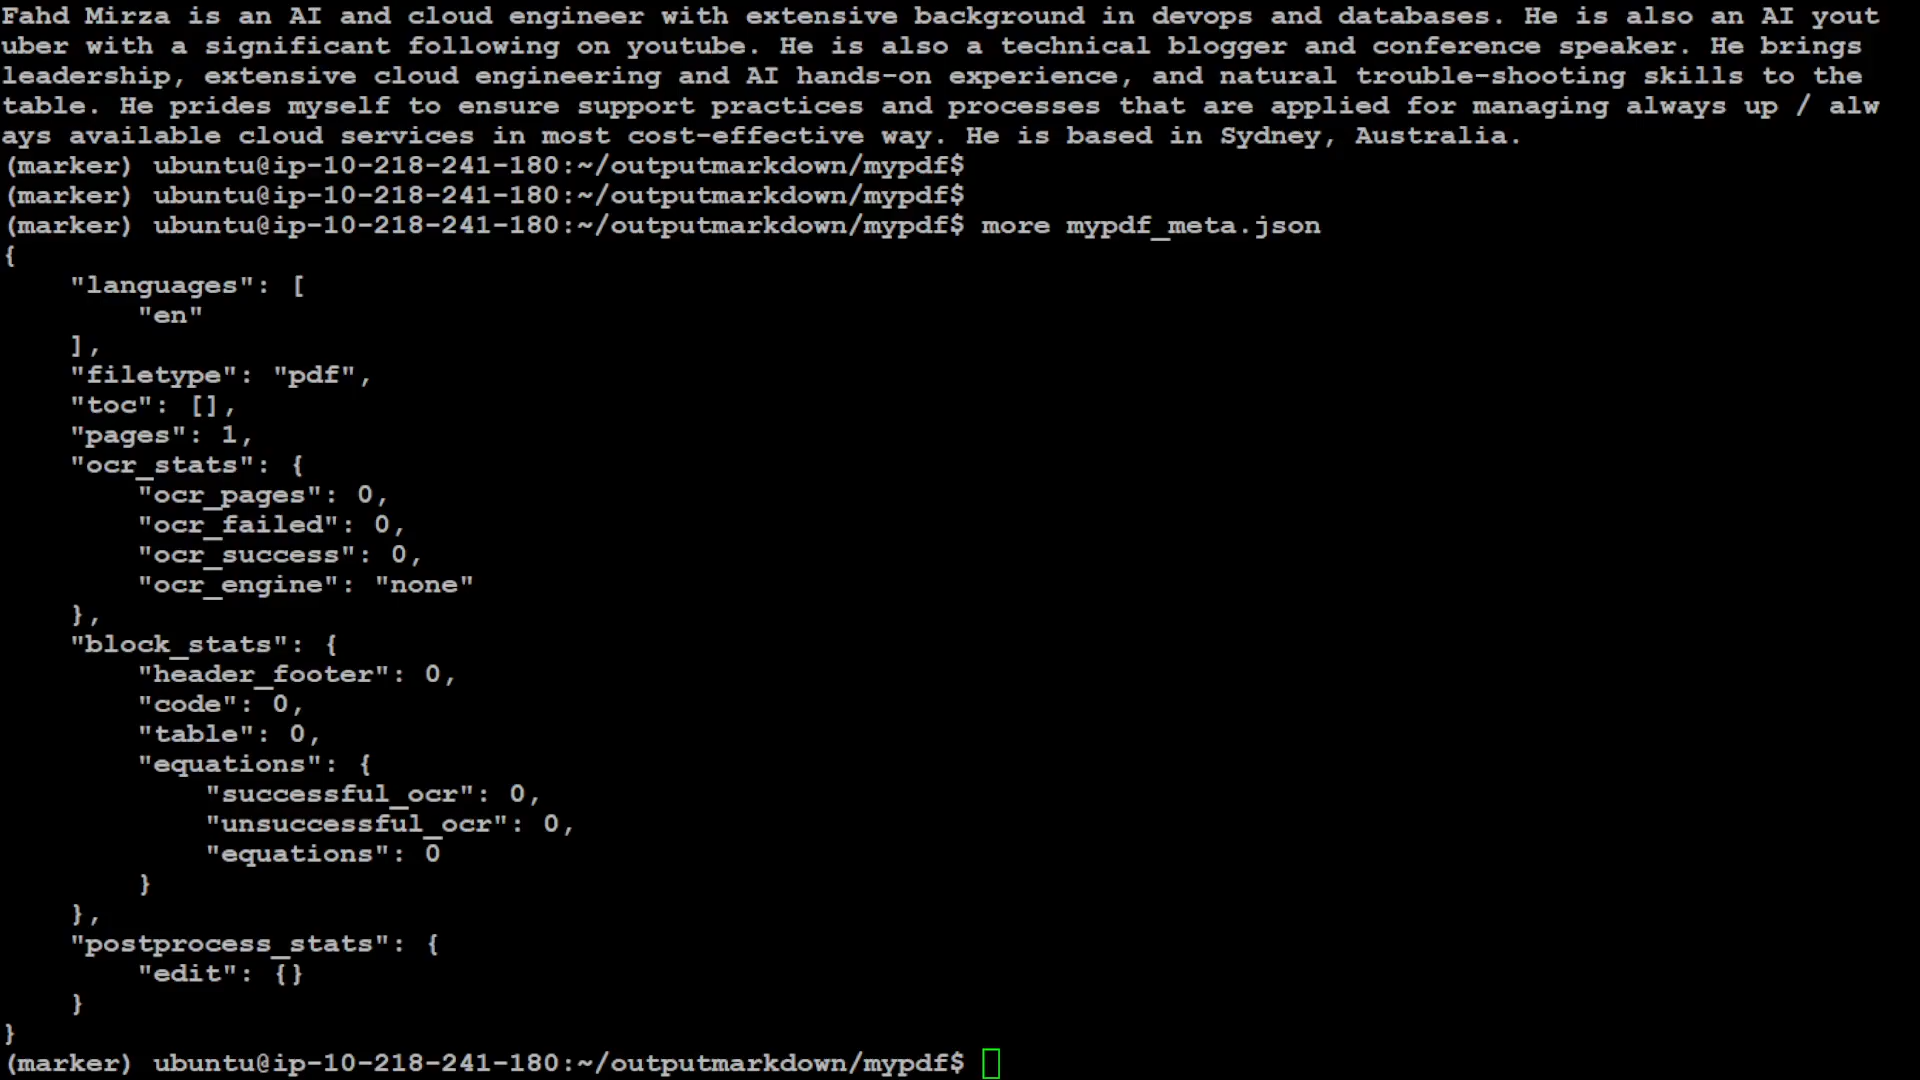 Fahd Mirza is an AI and cloud engineer with extensive background in devops and databases. He is also an AI yout
uber with a significant following on youtube. He is also a technical blogger and conference speaker. He brings
leadership, extensive cloud engineering and AI hands-on experience, and natural trouble-shooting skills to the
table. He prides myself to ensure support practices and processes that are applied for managing always up / alw
ays available cloud services in most cost-effective way. He is based in Sydney, Australia.
(marker) ubuntu@ip-10-218-241-180:~/outputmarkdown/mypdf$
(marker) ubuntu@ip-10-218-241-180:~/outputmarkdown/mypdf$
(marker) ubuntu@ip-10-218-241-180:~/outputmarkdown/mypdf$ more mypdf_meta.json
{
    "languages": [
        "en"
    ],
    "filetype": "pdf",
    "toc": [],
    "pages": 1,
    "ocr_stats": {
        "ocr_pages": 0,
        "ocr_failed": 0,
        "ocr_success": 0,
        "ocr_engine": "none"
    },
    "block_stats": {
        "header_footer": 0,
        "code": 0,
        "table": 0,
        "equations": {
            "successful_ocr": 0,
            "unsuccessful_ocr": 0,
            "equations": 0
        }
    },
    "postprocess_stats": {
        "edit": {}
    }
}
(marker) ubuntu@ip-10-218-241-180:~/outputmarkdown/mypdf$